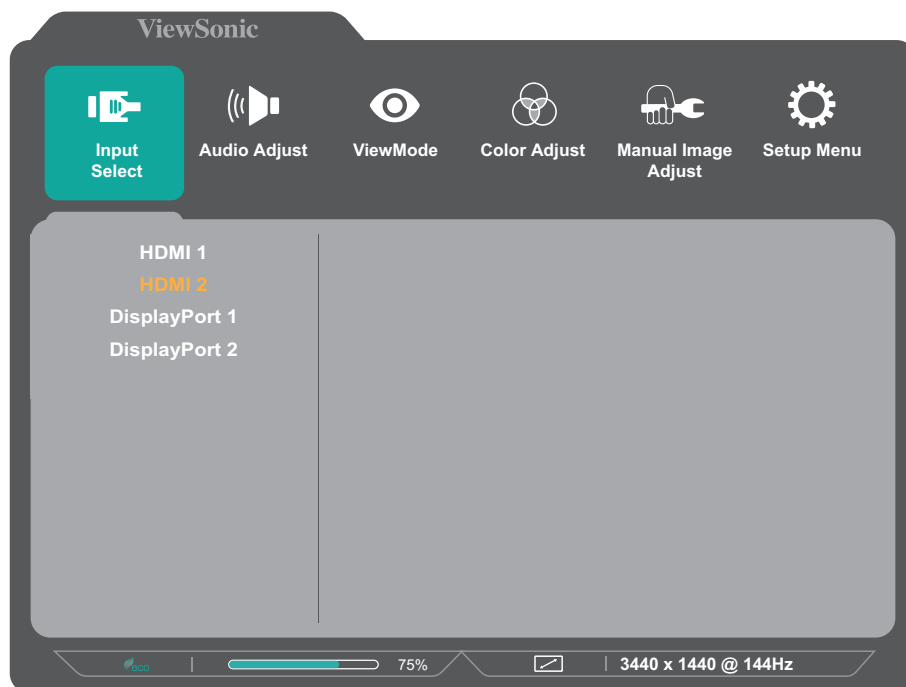 ViewSonic
Input
Select
Audio Adjust
ViewMode
Color Adjust
Manual Image
Adjust
Setup Menu
HDMI 1
HDMI 2
DisplayPort 1
DisplayPort 2
eco
75%
3440 x 1440 @ 144Hz